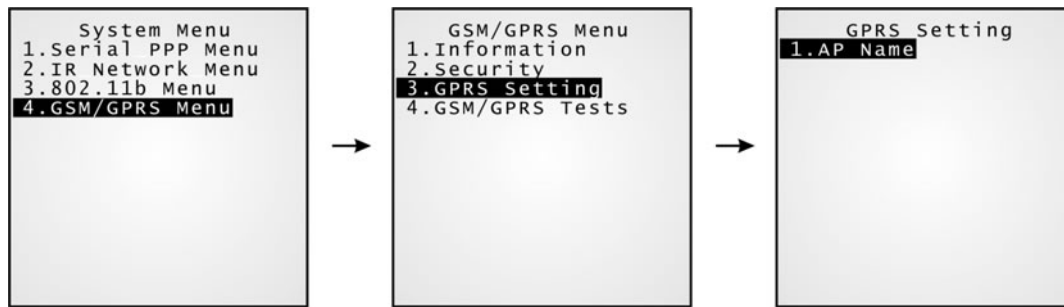 System Menu
1.Serial PPP Menu
2.IR Network Menu
3.802.11b Menu
4.GSM/GPRS Menu
GSM/GPRS Menu
1.Information
2.Security
3.GPRS Setting
4.GSM/GPRS Tests
GPRS Setting
1.AP Name